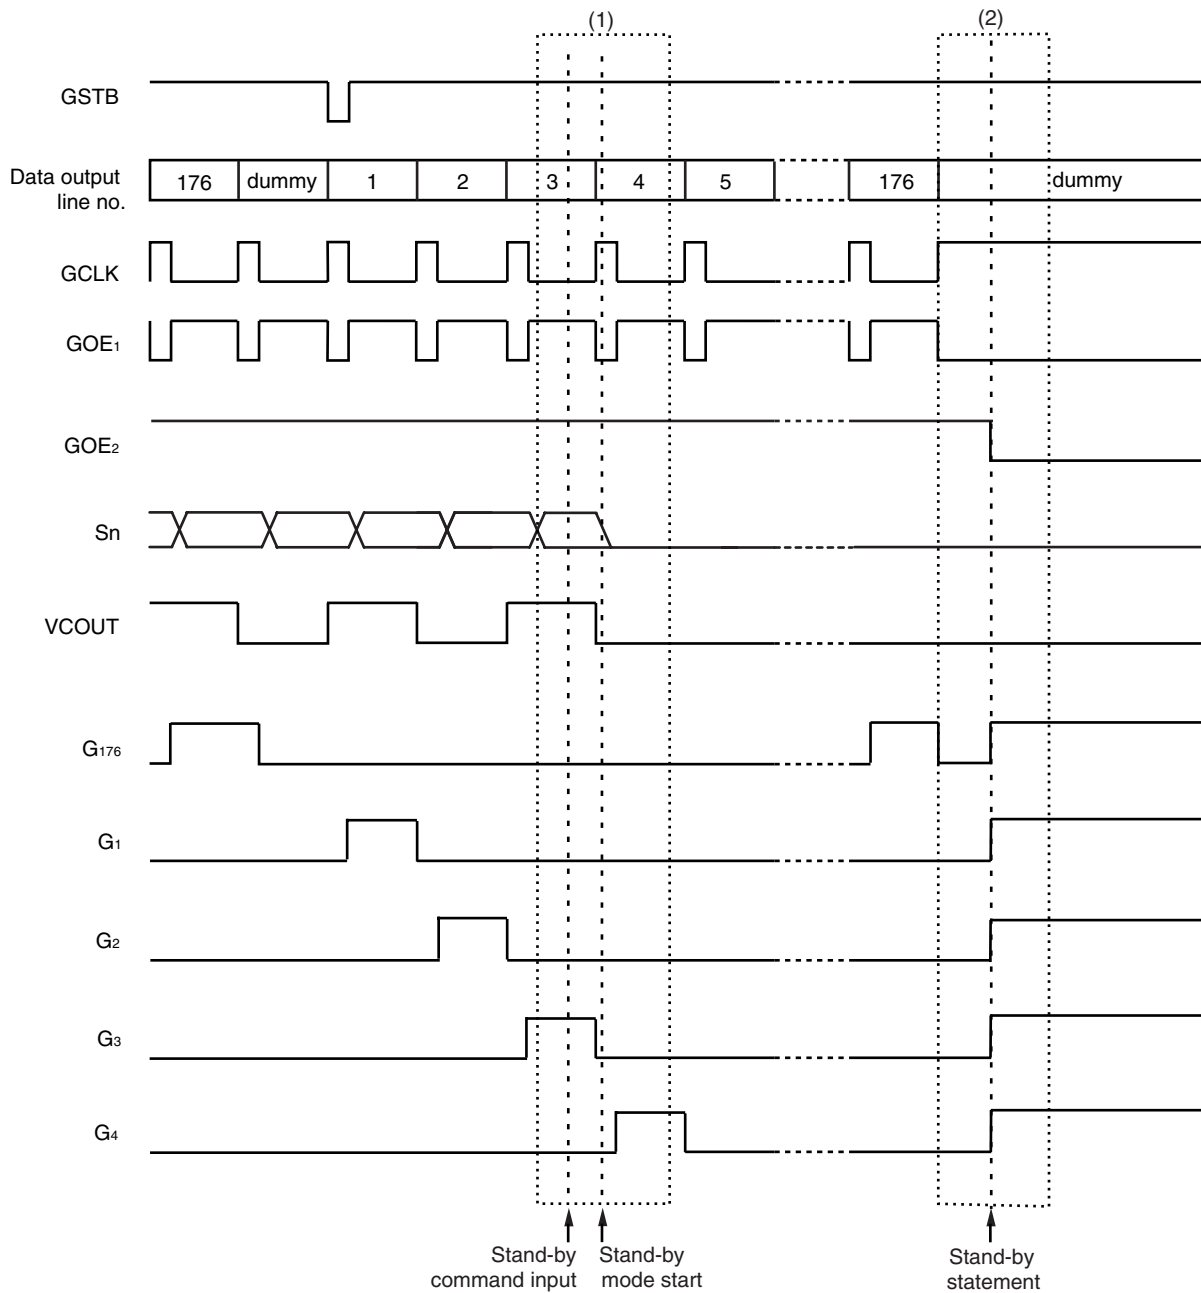 (1)
(2)
GSTB
Data output
line no.
176
dummy
1
2
3
4
5
176
dummy
GCLK
GOE1
GOE2
Sn
VCOUT
G176
G1
G2
G3
G4
Stand-by
command input
Stand-by
mode start
Stand-by
statement